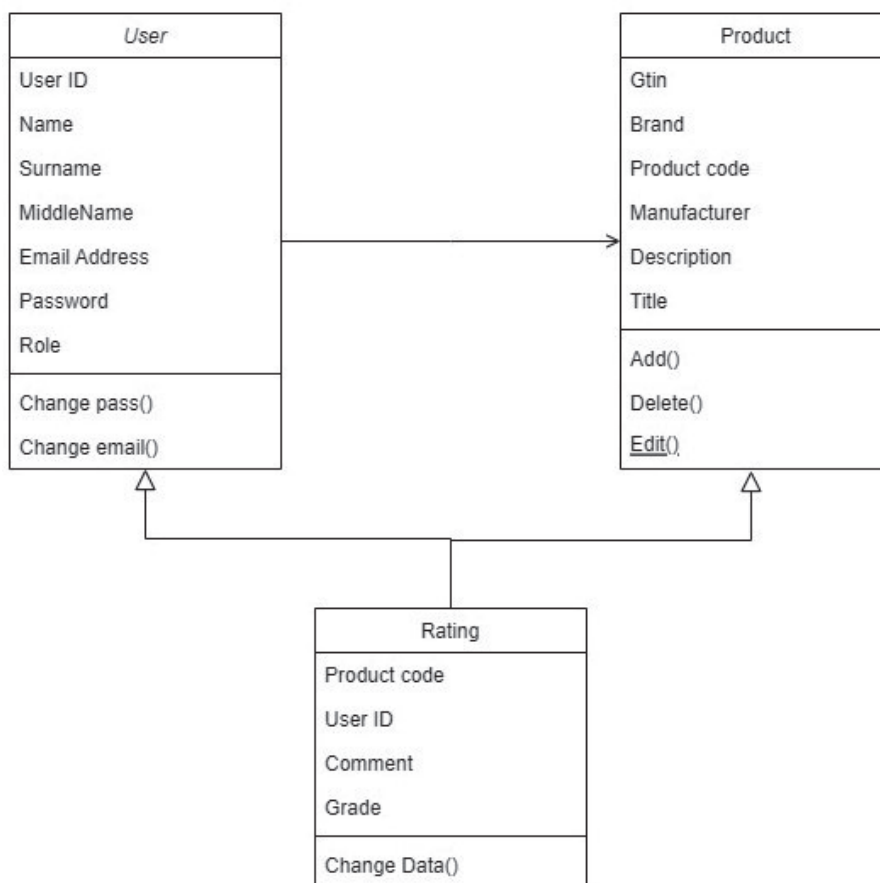 User
User ID
Name
Surname
MiddleName
Email Address
Password
Role
Change pass()
Change email()
Product
Gtin
Brand
Product code
Manufacturer
Description
Title
Add()
Delete()
Edit()
Rating
Product code
User ID
Comment
Grade
Change Data()